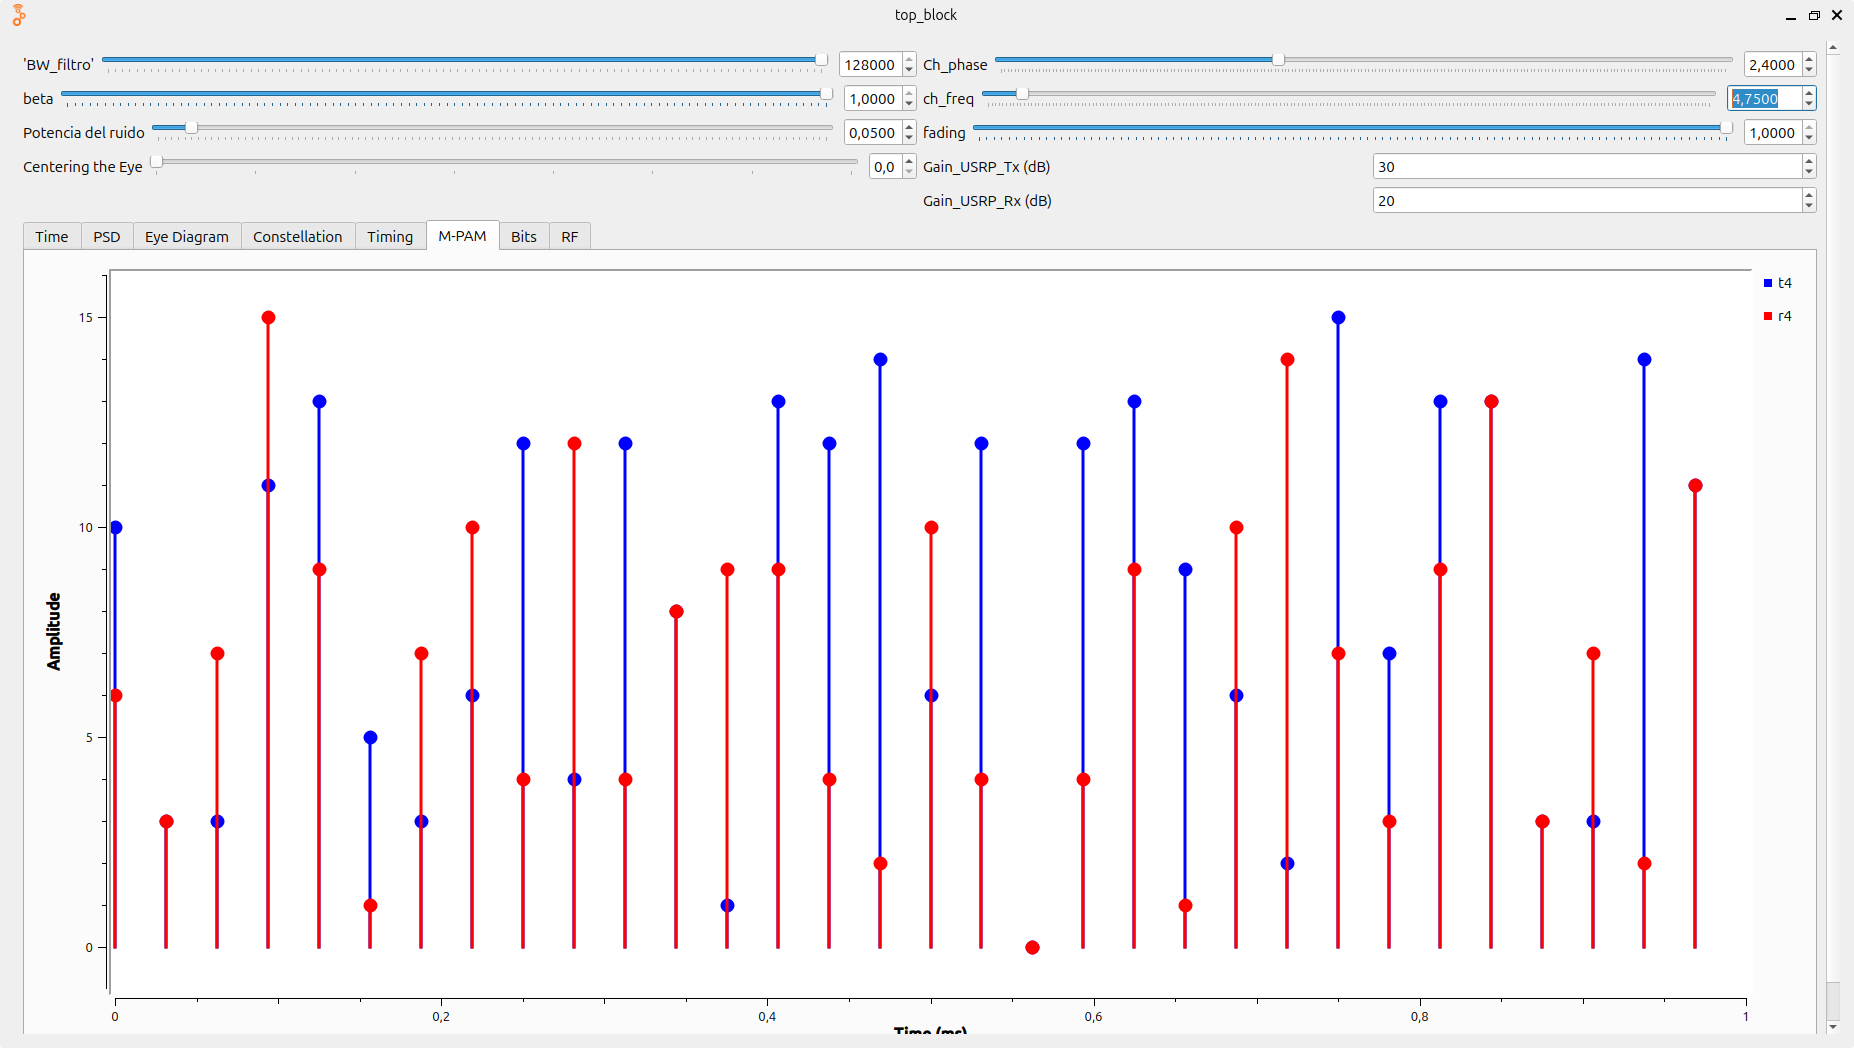 top_block
'BW_filtro' 128000 Ch_phase 2,4000
beta 1,0000 ch_freq 4,7500
Potencia del ruido 0,0500 fading 1,0000
Centering the Eye 0,0 Gain_USRP_Tx (dB) 30
Gain_USRP_Rx (dB) 20
Time PSD Eye Diagram Constellation Timing M-PAM Bits RF
t4
r4
15
10
5
0
Amplitude
0 0,2 0,4 0,6 0,8 1
Time (ms)